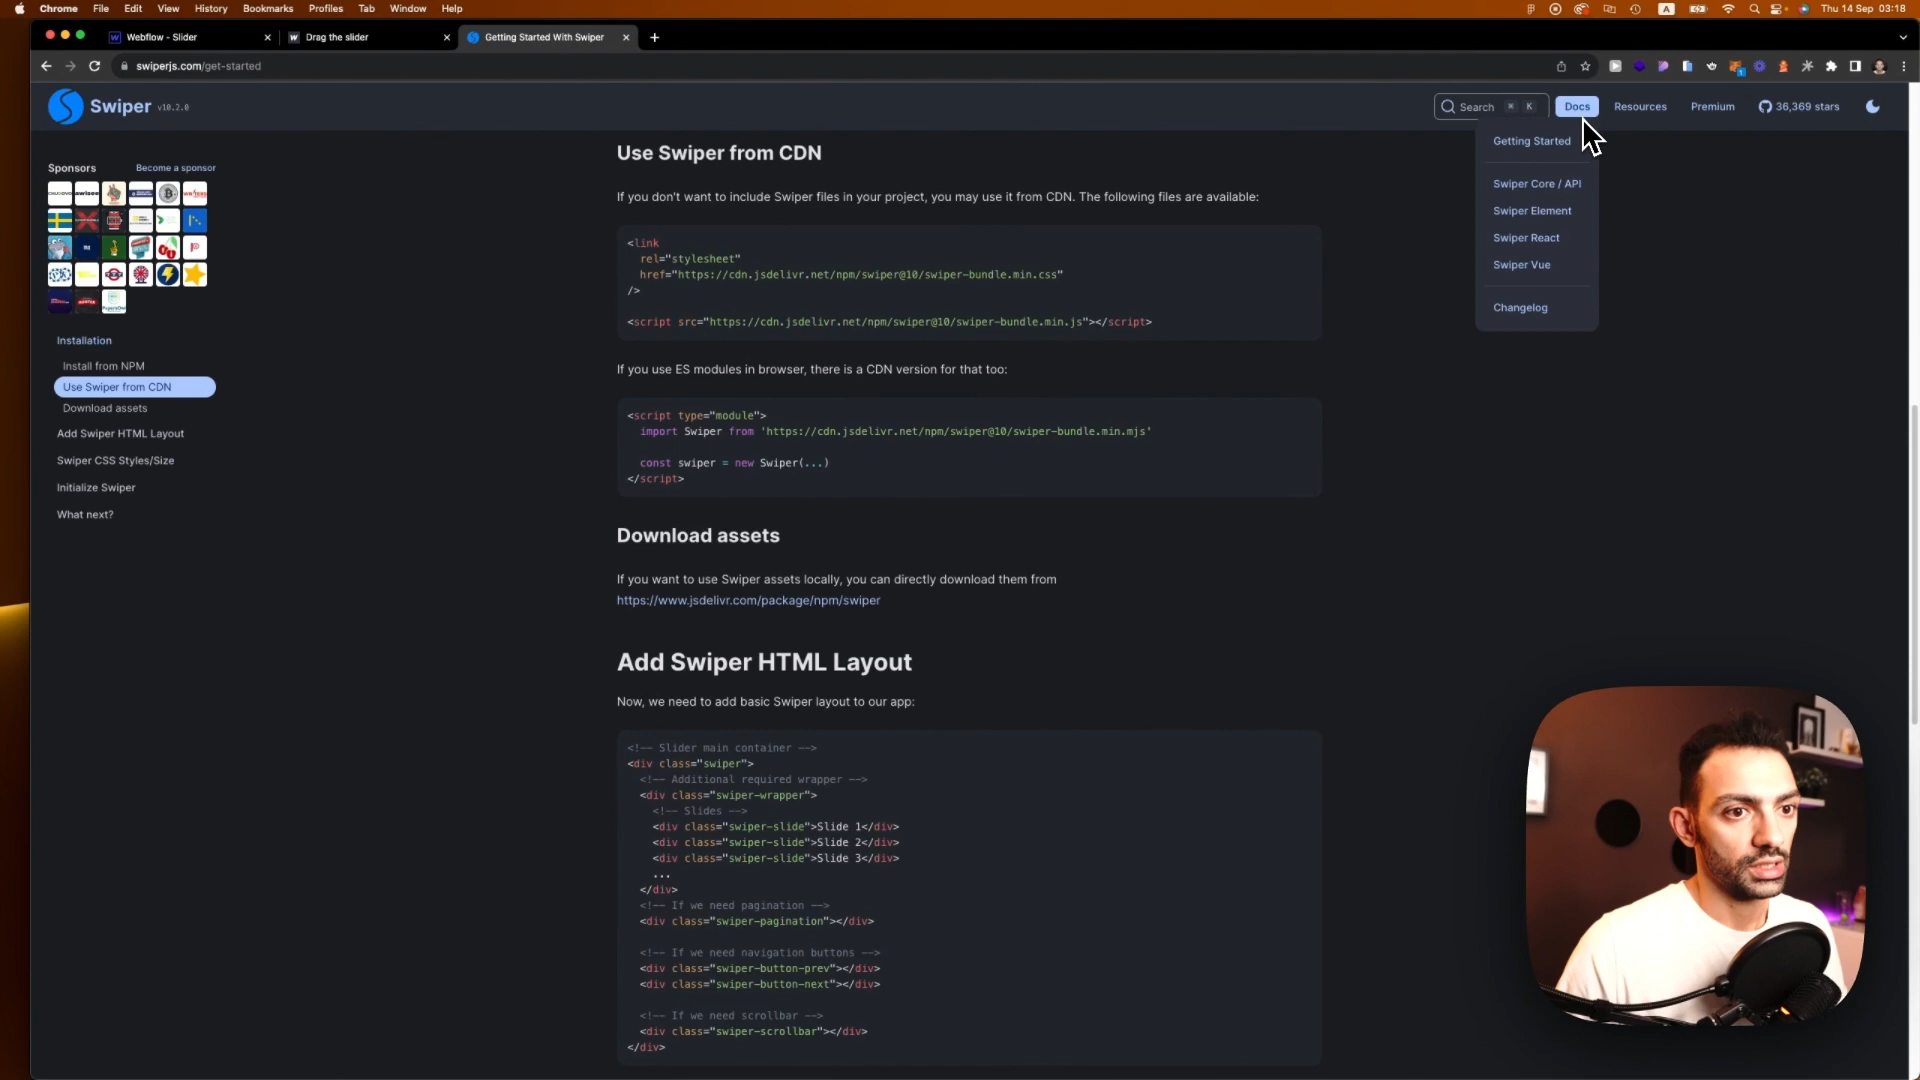 Chrome File Edit View History Bookmarks Profiles Tab Window Help
A
Thu 14 Sep 03:18
Webflow - Slider
Drag the slider
Getting Started With Swiper
swiperjs.com/get-started
Swiper v10.2.0
Search ⌘ K
Docs
Resources
Premium
36,369 stars
Getting Started
Swiper Core / API
Swiper Element
Swiper React
Swiper Vue
Changelog
Sponsors
Become a sponsor
Installation
Install from NPM
Use Swiper from CDN
Download assets
Add Swiper HTML Layout
Swiper CSS Styles/Size
Initialize Swiper
What next?
Use Swiper from CDN
If you don't want to include Swiper files in your project, you may use it from CDN. The following files are available:
<link
rel="stylesheet"
href="https://cdn.jsdelivr.net/npm/swiper@10/swiper-bundle.min.css"
/>
<script src="https://cdn.jsdelivr.net/npm/swiper@10/swiper-bundle.min.js"></script>
If you use ES modules in browser, there is a CDN version for that too:
<script type="module">
import Swiper from 'https://cdn.jsdelivr.net/npm/swiper@10/swiper-bundle.min.mjs'
const swiper = new Swiper(...)
</script>
Download assets
If you want to use Swiper assets locally, you can directly download them from
https://www.jsdelivr.com/package/npm/swiper
Add Swiper HTML Layout
Now, we need to add basic Swiper layout to our app:
<!-- Slider main container -->
<div class="swiper">
<!-- Additional required wrapper -->
<div class="swiper-wrapper">
<!-- Slides -->
<div class="swiper-slide">Slide 1</div>
<div class="swiper-slide">Slide 2</div>
<div class="swiper-slide">Slide 3</div>
...
</div>
<!-- If we need pagination -->
<div class="swiper-pagination"></div>
<!-- If we need navigation buttons -->
<div class="swiper-button-prev"></div>
<div class="swiper-button-next"></div>
<!-- If we need scrollbar -->
<div class="swiper-scrollbar"></div>
</div>